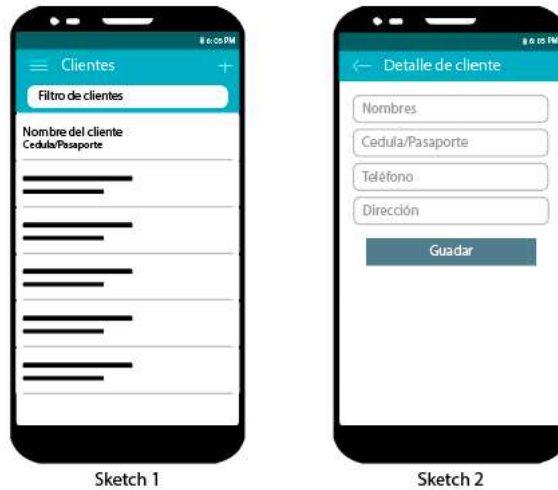 6:05 PM
Clientes
Filtro de clientes
Nombre del cliente
Cedula/Pasaporte
Sketch 1
6:05 PM
Detalle de cliente
Nombres
Cedula/Pasaporte
Teléfono
Dirección
Guadar
Sketch 2